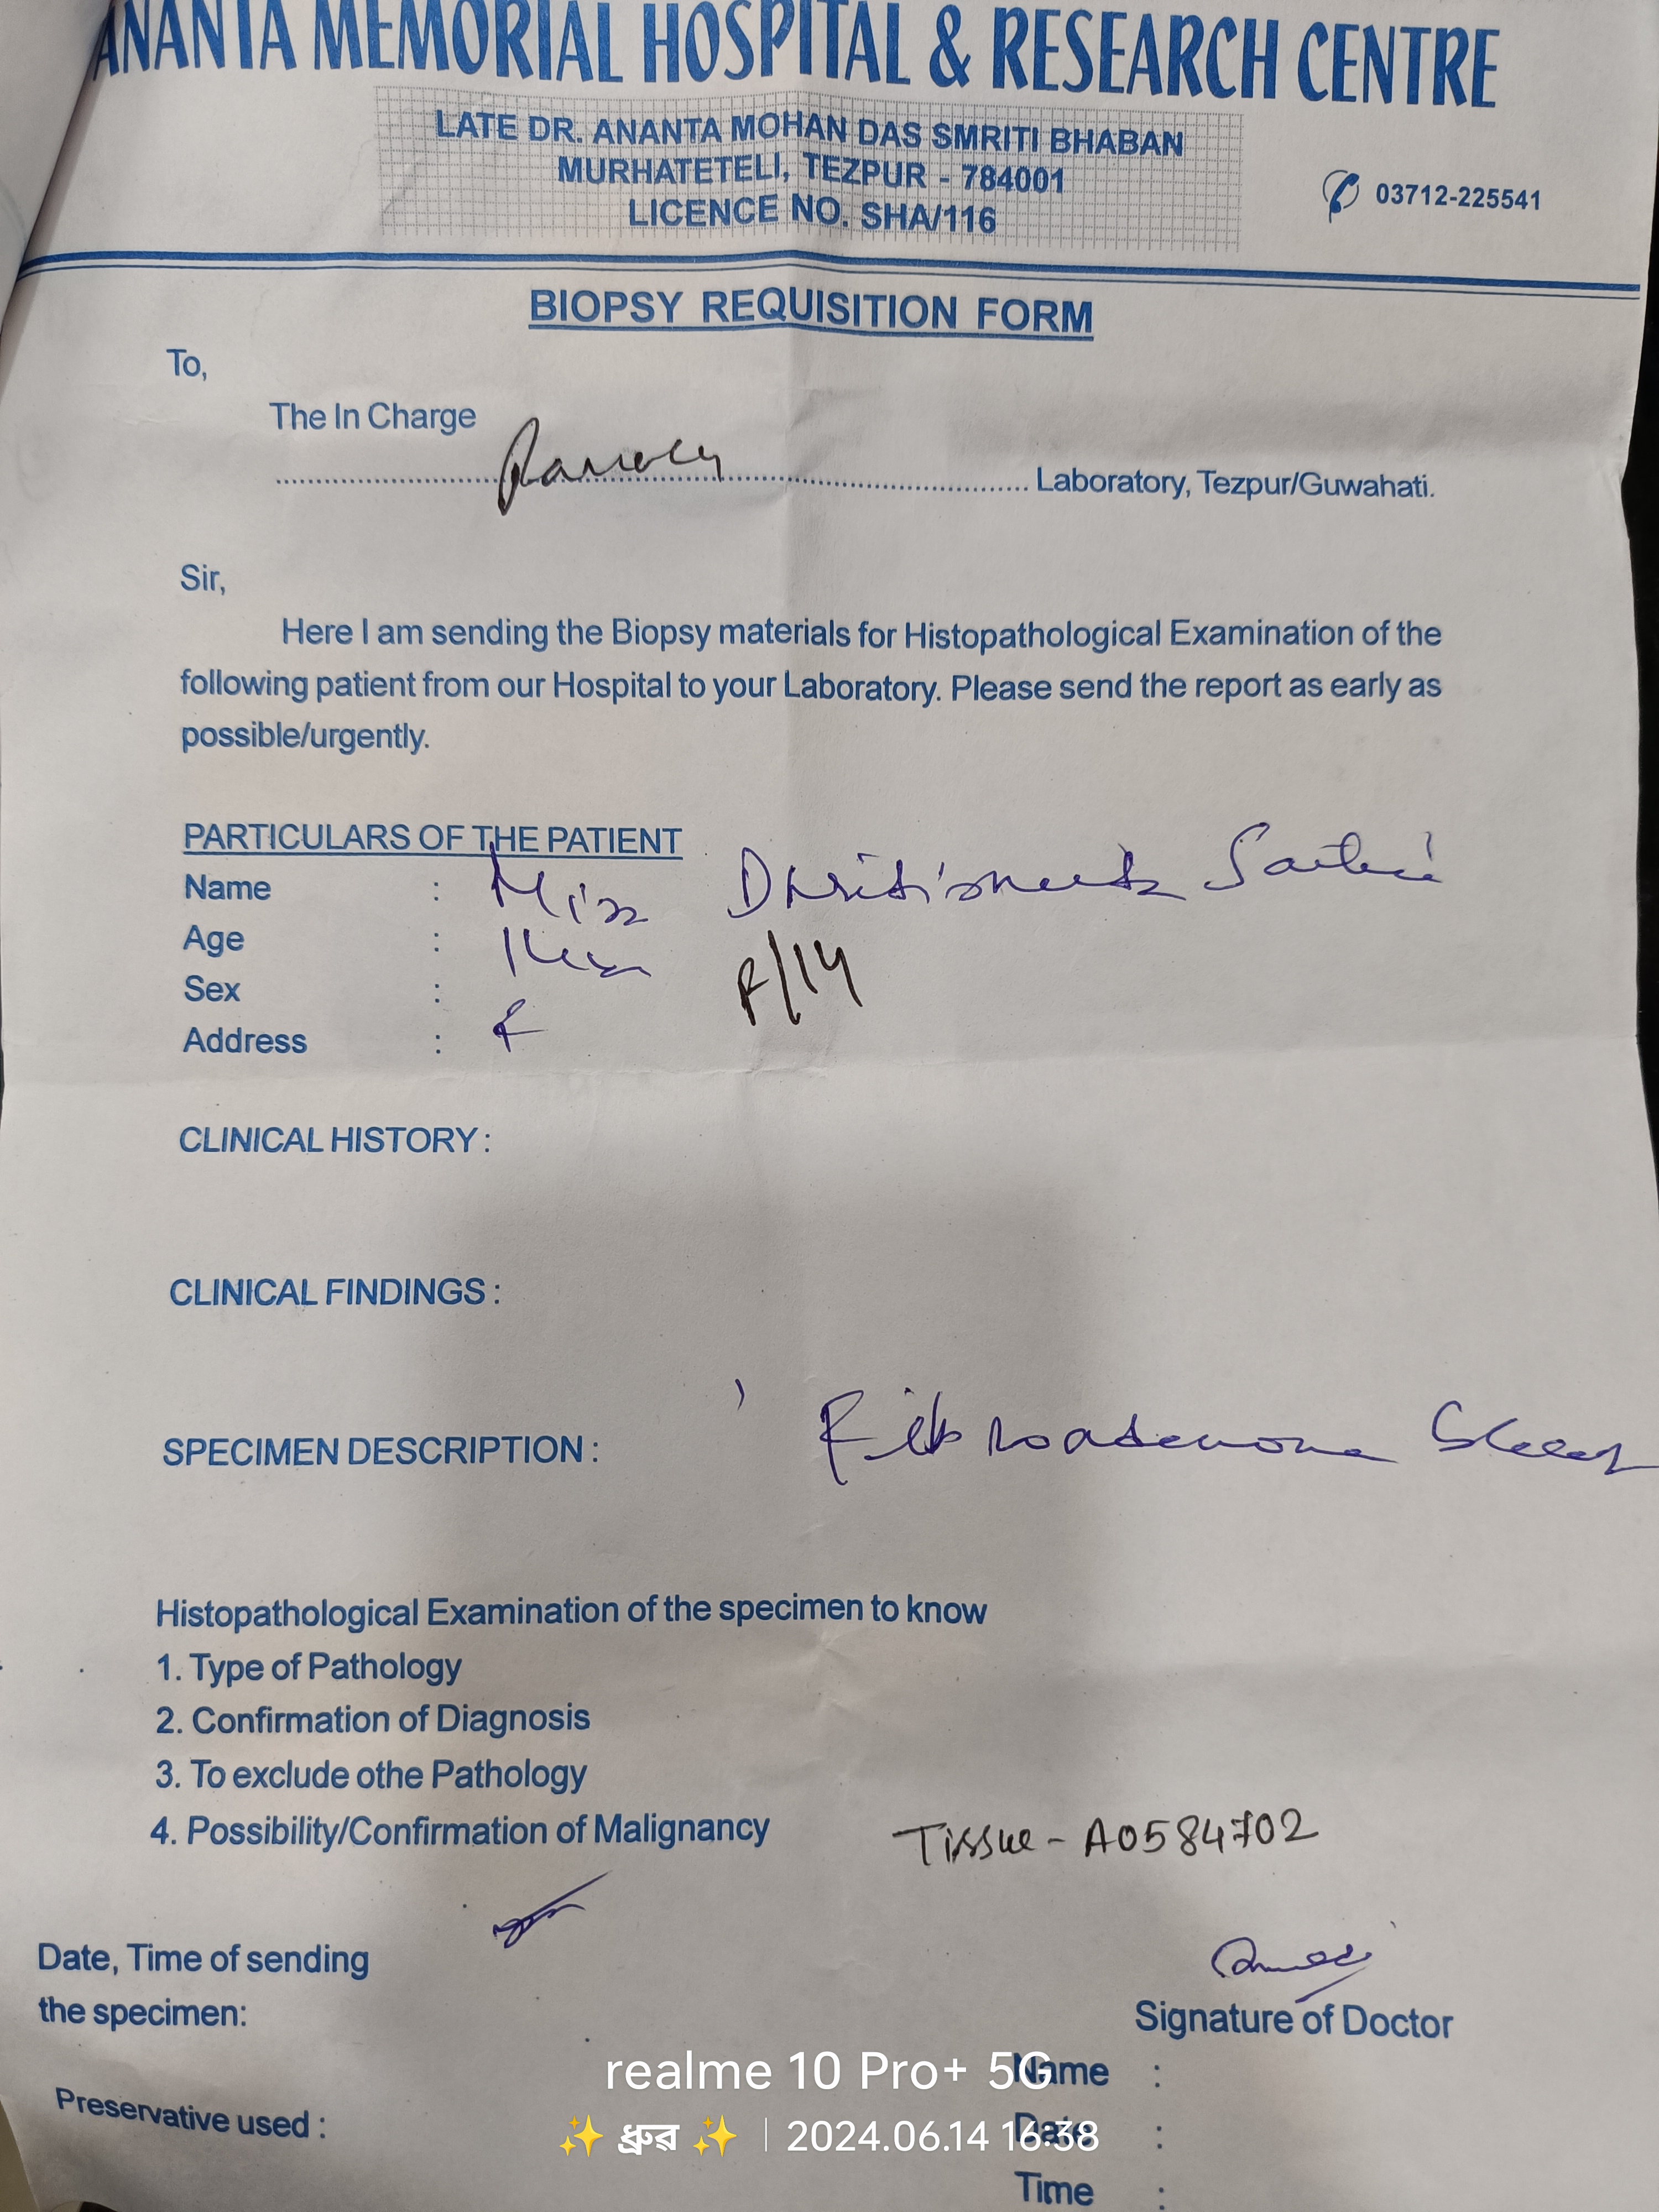 ANANTA MEMORIAL HOSPITAL & RESEARCH CENTRE
LATE DR. ANANTA MOHAN DAS SMRITI BHABAN
MURHATETELI, TEZPUR - 784001
LICENCE NO. SHA/116
03712-225541
BIOPSY REQUISITION FORM
To,
The In Charge
Laboratory, Tezpur/Guwahati.
Sir,
Here I am sending the Biopsy materials for Histopathological Examination of the
following patient from our Hospital to your Laboratory. Please send the report as early as
possible/urgently.
PARTICULARS OF THE PATIENT
Name : Miss
Age : F/14
Sex :
Address : F
CLINICAL HISTORY :
CLINICAL FINDINGS :
SPECIMEN DESCRIPTION : Fibroadenoma
Histopathological Examination of the specimen to know
1. Type of Pathology
2. Confirmation of Diagnosis
3. To exclude othe Pathology
4. Possibility/Confirmation of Malignancy
Tissue - A0584702
Date, Time of sending
the specimen:
Signature of Doctor
Name :
Date :
Time :
Preservative used :
realme 10 Pro+ 5G
✨ ধ্রুৱ ✨ | 2024.06.14 16:38